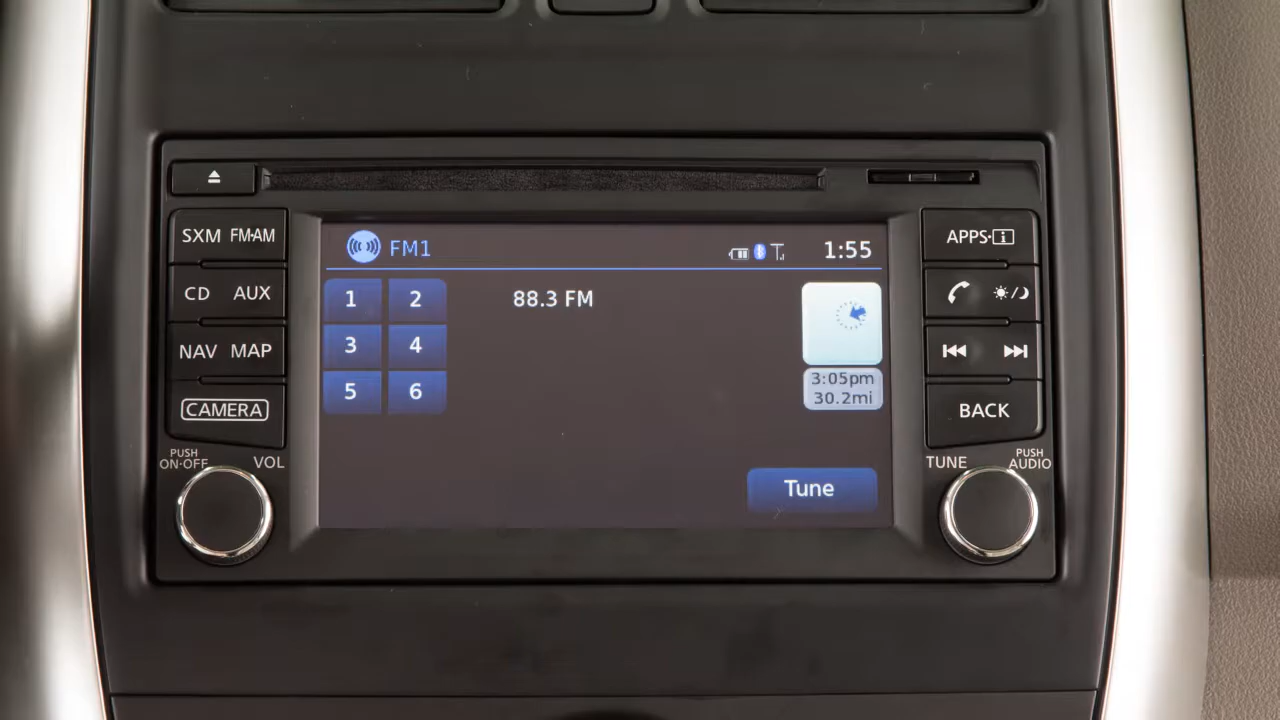 SXM FM·AM
CD AUX
NAV MAP
CAMERA
PUSH
ON-OFF
VOL
FM1
1:55
1 2
88.3 FM
3 4
5 6
3:05pm
30.2mi
Tune
APPS·i
BACK
TUNE
PUSH
AUDIO